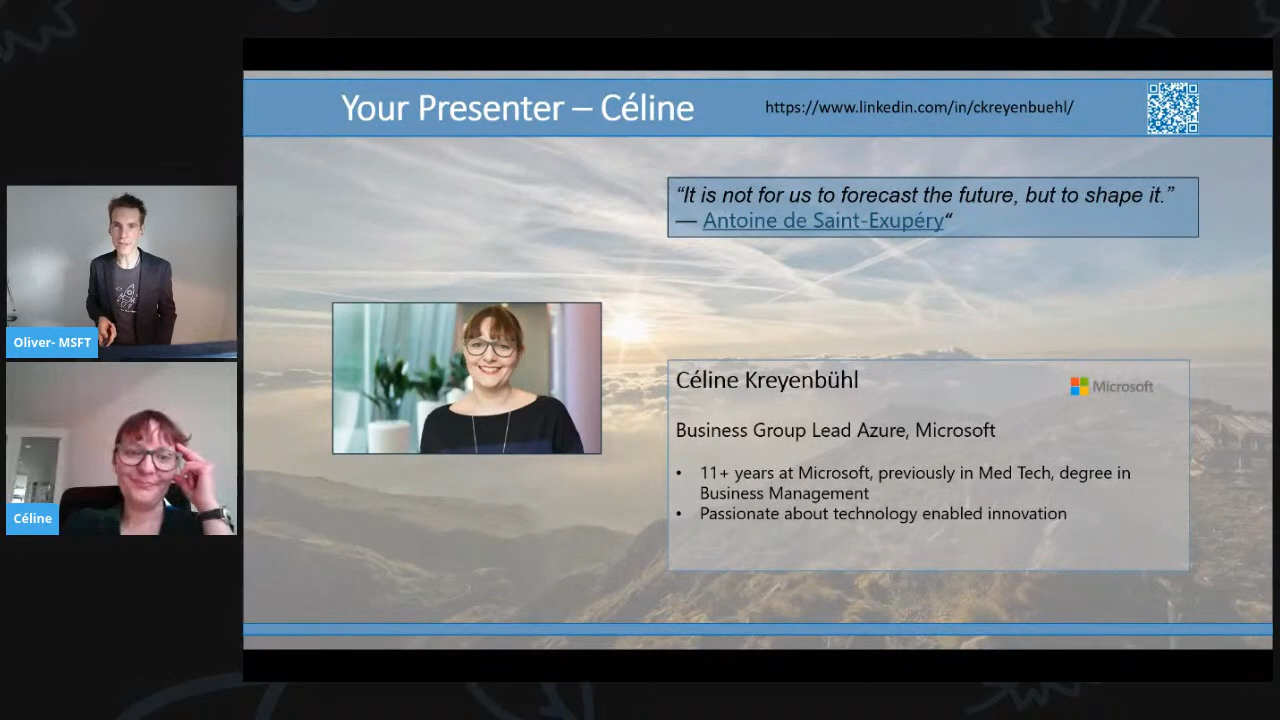 Your Presenter – Céline
https://www.linkedin.com/in/ckreyenbuehl/
“It is not for us to forecast the future, but to shape it.”
— Antoine de Saint-Exupéry“
Oliver- MSFT
Céline
Céline Kreyenbühl
Microsoft
Business Group Lead Azure, Microsoft
• 11+ years at Microsoft, previously in Med Tech, degree in
Business Management
• Passionate about technology enabled innovation